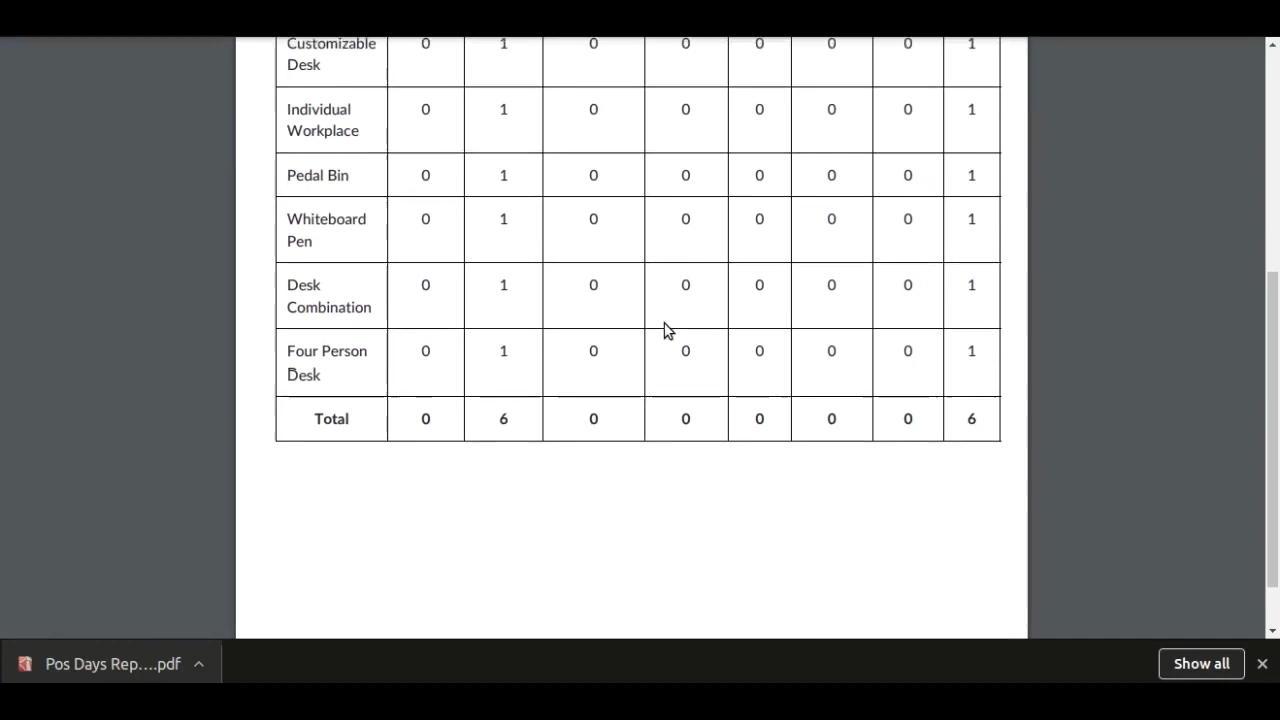 Customizable 0 1 0 0 0 0 0 1
Desk
Individual 0 1 0 0 0 0 0 1
Workplace
Pedal Bin 0 1 0 0 0 0 0 1
Whiteboard 0 1 0 0 0 0 0 1
Pen
Desk 0 1 0 0 0 0 0 1
Combination
Four Person 0 1 0 0 0 0 0 1
Desk
Total 0 6 0 0 0 0 0 6
Pos Days Rep....pdf
Show all